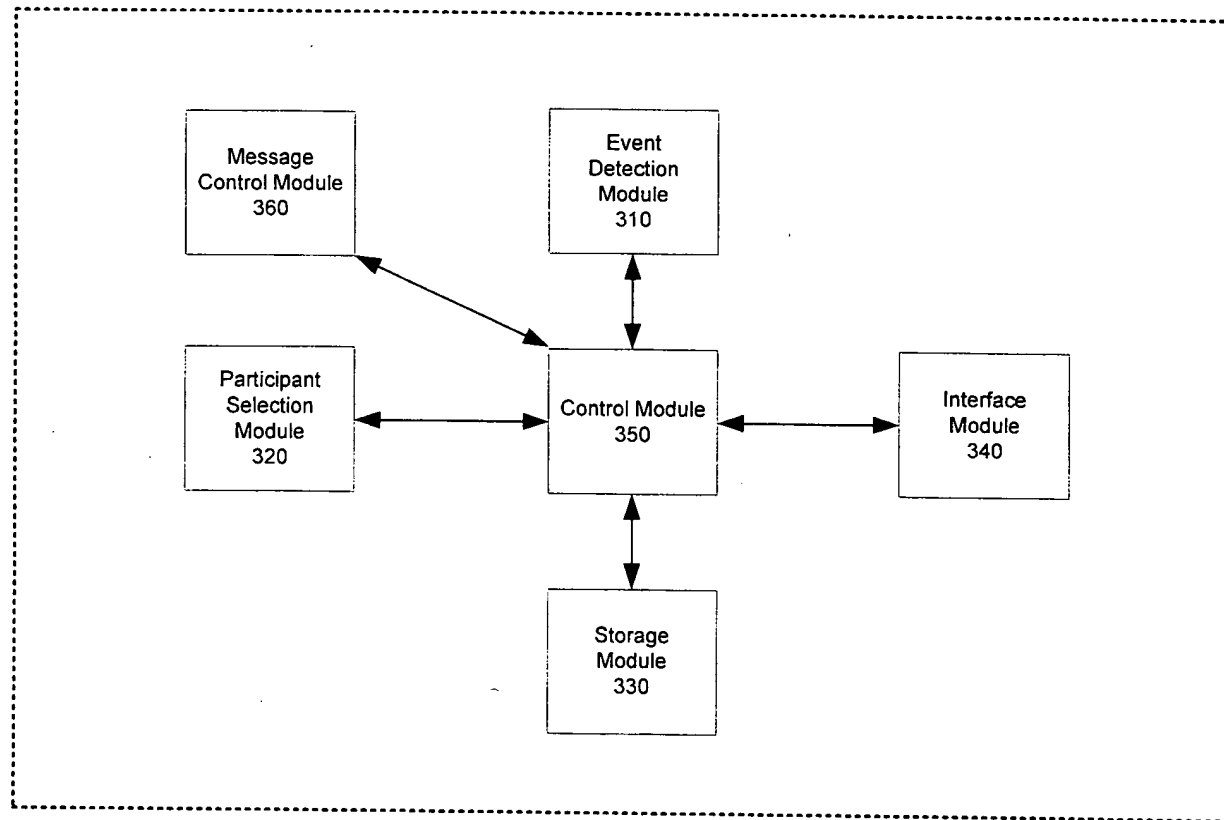 Message
Control Module
360
Event
Detection
Module
310
Participant
Selection
Module
320
Control Module
350
Interface
Module
340
Storage
Module
330